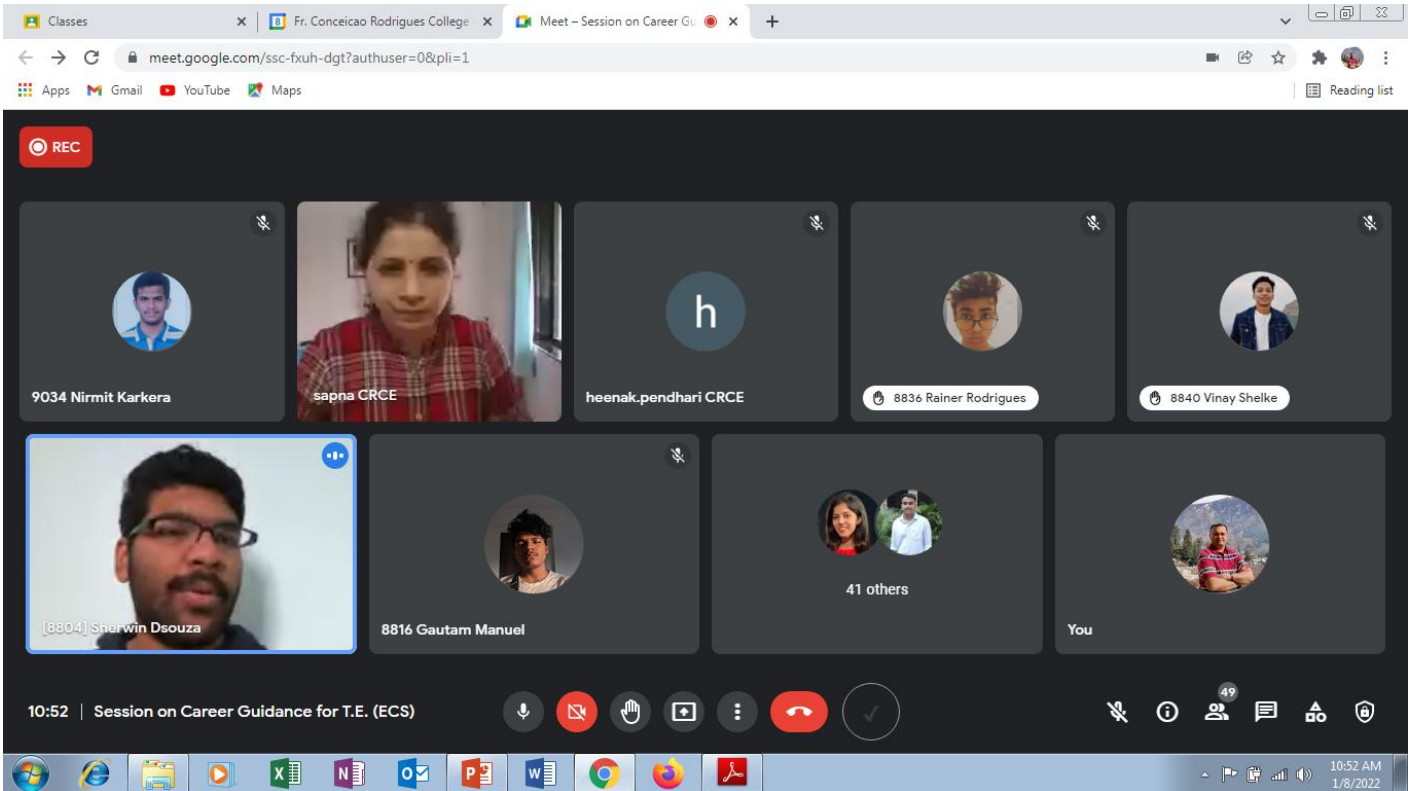 Classes
Fr. Conceicao Rodrigues College
Meet – Session on Career Gu
meet.google.com/ssc-fxuh-dgt?authuser=0&pli=1
Apps Gmail YouTube Maps Reading list
REC
9034 Nirmit Karkera
sapna CRCE
h
heenak.pendhari CRCE
8836 Rainer Rodrigues
8840 Vinay Shelke
[8804] Sherwin Dsouza
8816 Gautam Manuel
41 others
You
10:52 | Session on Career Guidance for T.E. (ECS)
49
10:52 AM
1/8/2022